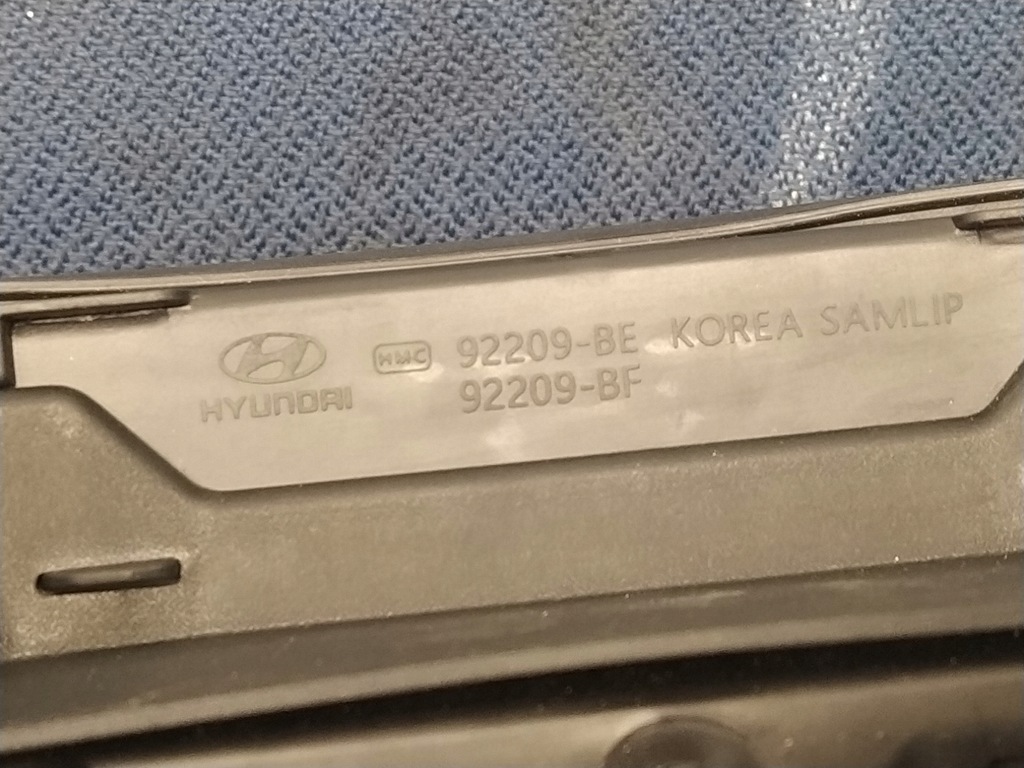 HYUNDAI
HMC 92209-BE KOREA SAMLIP
92209-BF